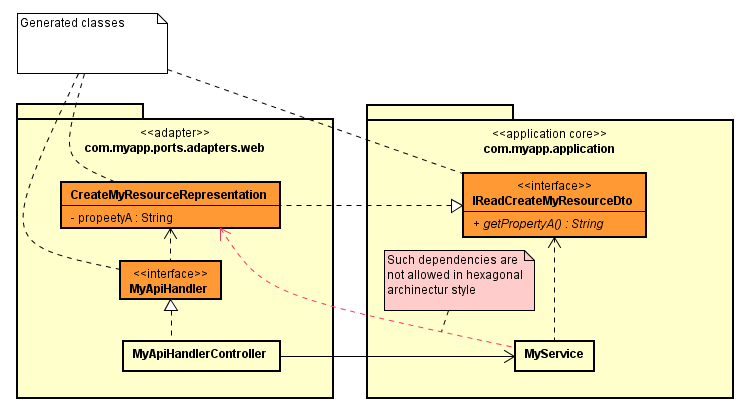 Generated classes
<<adapter>>
com.myapp.ports.adapters.web
CreateMyResourceRepresentation
- propeetyA : String
<<interface>>
MyApiHandler
MyApiHandlerController
<<application core>>
com.myapp.application
<<interface>>
IReadCreateMyResourceDto
+ getPropertyA() : String
Such dependencies are
not allowed in hexagonal
archinectur style
MyService